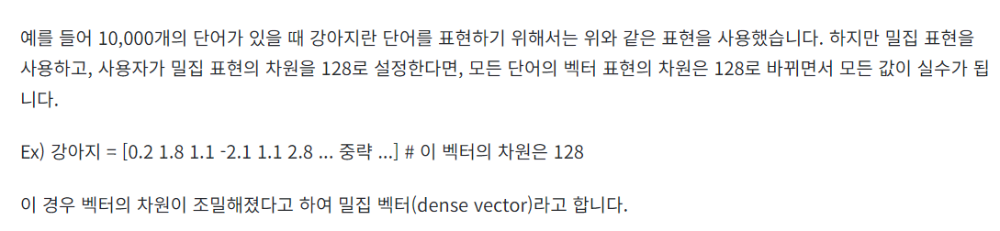 예를 들어 10,000개의 단어가 있을 때 강아지란 단어를 표현하기 위해서는 위와 같은 표현을 사용했습니다. 하지만 밀집 표현을
사용하고, 사용자가 밀집 표현의 차원을 128로 설정한다면, 모든 단어의 벡터 표현의 차원은 128로 바뀌면서 모든 값이 실수가 됩
니다.
Ex) 강아지 = [0.2 1.8 1.1 -2.1 1.1 2.8 ... 중략 ...] # 이 벡터의 차원은 128
이 경우 벡터의 차원이 조밀해졌다고 하여 밀집 벡터(dense vector)라고 합니다.